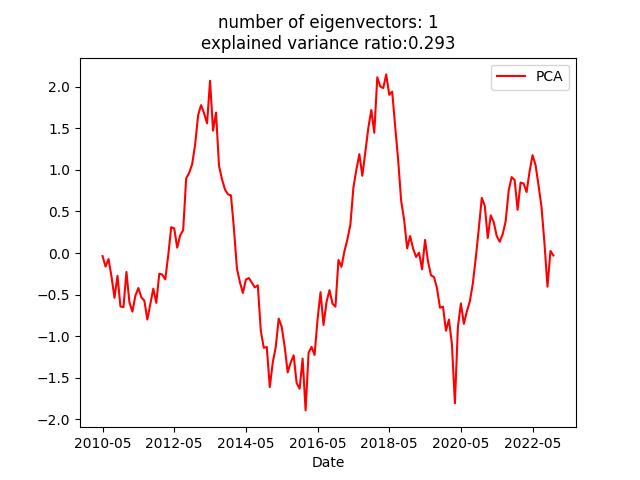 number of eigenvectors: 1
explained variance ratio:0.293
PCA
2.0
1.5
1.0
0.5
0.0
−0.5
−1.0
−1.5
−2.0
2010-05 2012-05 2014-05 2016-05 2018-05 2020-05 2022-05
Date